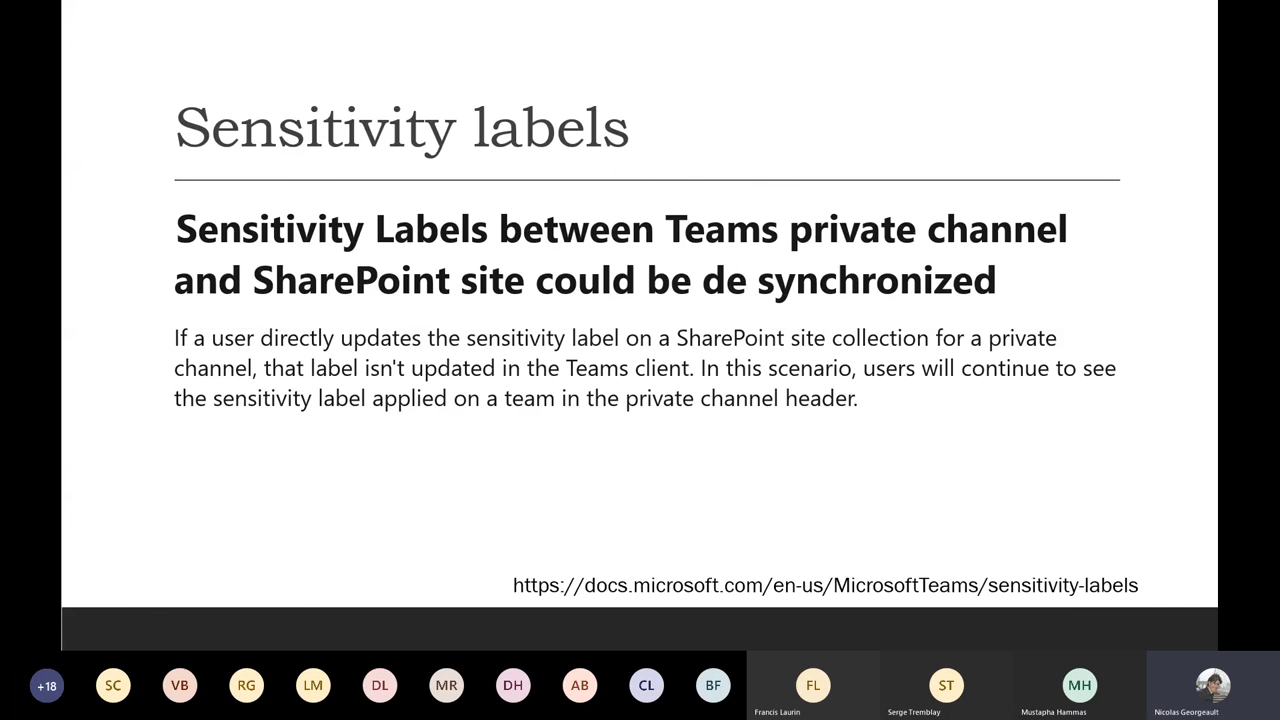 Sensitivity labels
Sensitivity Labels between Teams private channel
and SharePoint site could be de synchronized
If a user directly updates the sensitivity label on a SharePoint site collection for a private
channel, that label isn't updated in the Teams client. In this scenario, users will continue to see
the sensitivity label applied on a team in the private channel header.
https://docs.microsoft.com/en-us/MicrosoftTeams/sensitivity-labels
+18 SC VB RG LM DL MR DH AB CL BF FL ST MH
Francis Laurin Serge Tremblay Mustapha Hammas Nicolas Georgeault